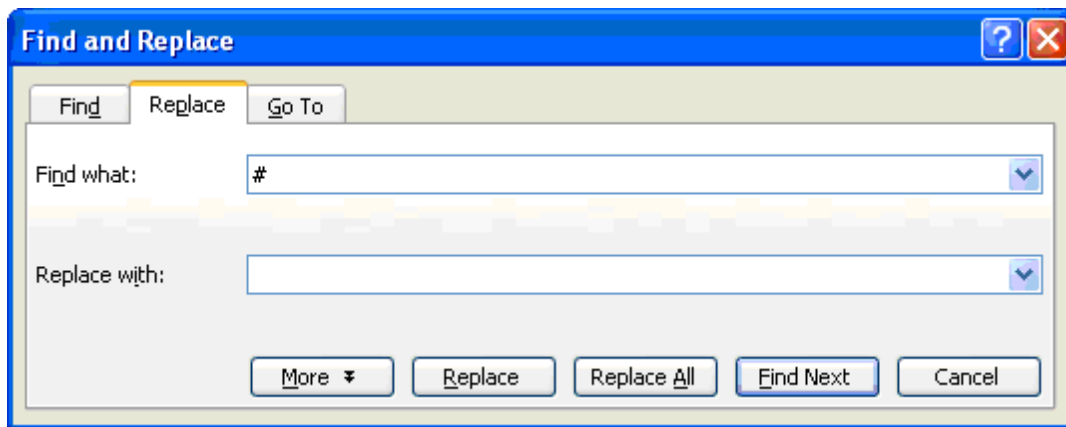 Find and Replace
Find Replace Go To
Find what: #
Replace with:
More Replace Replace All Find Next Cancel